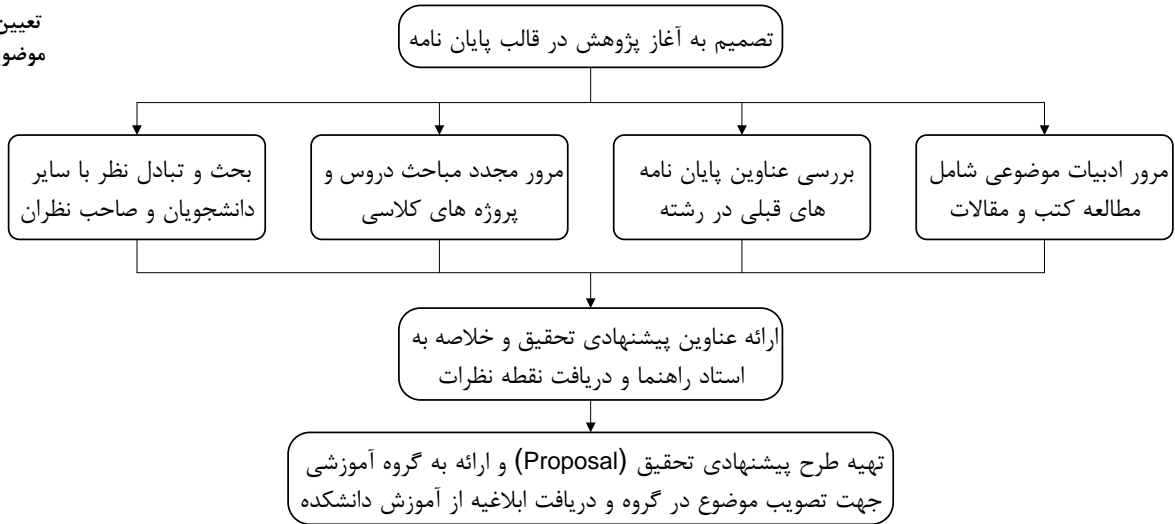 تصمیم به آغاز پژوهش در قالب پایان نامه
مرور ادبیات موضوعی شامل
مطالعه کتب و مقالات
بررسی عناوین پایان نامه
های قبلی در رشته
مرور مجدد مباحث دروس و
پروژه های کلاسی
بحث و تبادل نظر با سایر
دانشجویان و صاحب نظران
ارائه عناوین پیشنهادی تحقیق و خلاصه به
استاد راهنما و دریافت نقطه نظرات
تهیه طرح پیشنهادی تحقیق (Proposal) و ارائه به گروه آموزشی
جهت تصویب موضوع در گروه و دریافت ابلاغیه از آموزش دانشکده